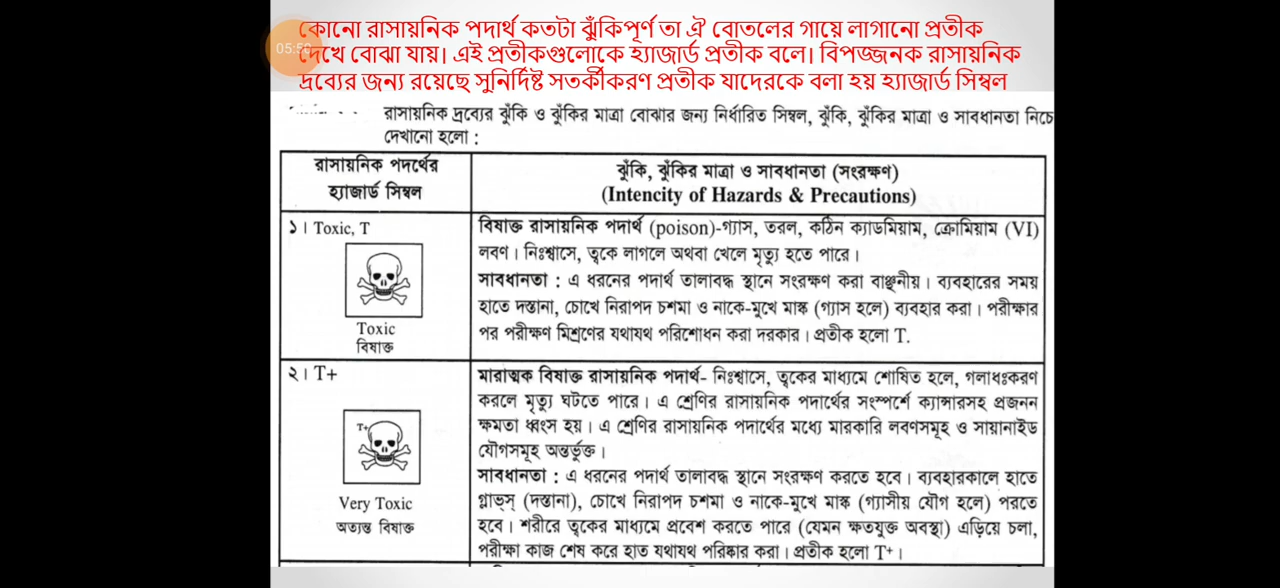 কোনো রাসায়নিক পদার্থ কতটা ঝুঁকিপূর্ণ তা ঐ বোতলের গায়ে লাগানো প্রতীক
দেখে বোঝা যায়। এই প্রতীকগুলোকে হ্যাজার্ড প্রতীক বলে। বিপজ্জনক রাসায়নিক
দ্রব্যের জন্য রয়েছে সুনির্দিষ্ট সতর্কীকরণ প্রতীক যাদেরকে বলা হয় হ্যাজার্ড সিম্বল
রাসায়নিক দ্রব্যের ঝুঁকি ও ঝুঁকির মাত্রা বোঝার জন্য নির্ধারিত সিম্বল, ঝুঁকি, ঝুঁকির মাত্রা ও সাবধানতা নিচে
দেখানো হলো :
রাসায়নিক পদার্থের
হ্যাজার্ড সিম্বল
ঝুঁকি, ঝুঁকির মাত্রা ও সাবধানতা (সংরক্ষণ)
(Intencity of Hazards & Precautions)
১। Toxic, T
Toxic
বিষাক্ত
বিষাক্ত রাসায়নিক পদার্থ (poison)-গ্যাস, তরল, কঠিন ক্যাডমিয়াম, ক্রোমিয়াম (VI)
লবণ। নিঃশ্বাসে, ত্বকে লাগলে অথবা খেলে মৃত্যু হতে পারে।
সাবধানতা : এ ধরনের পদার্থ তালাবদ্ধ স্থানে সংরক্ষণ করা বাঞ্ছনীয়। ব্যবহারের সময়
হাতে দস্তানা, চোখে নিরাপদ চশমা ও নাকে-মুখে মাস্ক (গ্যাস হলে) ব্যবহার করা। পরীক্ষার
পর পরীক্ষণ মিশ্রণের যথাযথ পরিশোধন করা দরকার। প্রতীক হলো T.
২। T+
T+
Very Toxic
অত্যন্ত বিষাক্ত
মারাত্মক বিষাক্ত রাসায়নিক পদার্থ- নিঃশ্বাসে, ত্বকের মাধ্যমে শোষিত হলে, গলাধঃকরণ
করলে মৃত্যু ঘটতে পারে। এ শ্রেণির রাসায়নিক পদার্থের সংস্পর্শে ক্যান্সারসহ প্রজনন
ক্ষমতা ধ্বংস হয়। এ শ্রেণির রাসায়নিক পদার্থের মধ্যে মারকারি লবণসমূহ ও সায়ানাইড
যৌগসমূহ অন্তর্ভুক্ত।
সাবধানতা : এ ধরনের পদার্থ তালাবদ্ধ স্থানে সংরক্ষণ করতে হবে। ব্যবহারকালে হাতে
গ্লাভ্স্ (দস্তানা), চোখে নিরাপদ চশমা ও নাকে-মুখে মাস্ক (গ্যাসীয় যৌগ হলে) পরতে
হবে। শরীরে ত্বকের মাধ্যমে প্রবেশ করতে পারে (যেমন ক্ষতযুক্ত অবস্থা) এড়িয়ে চলা,
পরীক্ষা কাজ শেষ করে হাত যথাযথ পরিষ্কার করা। প্রতীক হলো T+।